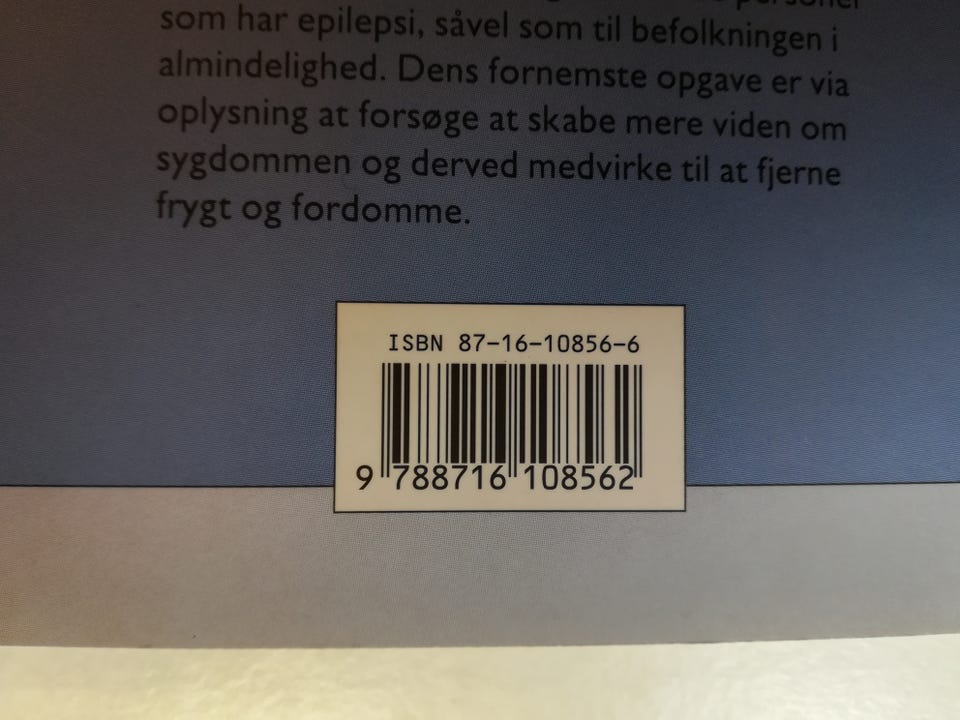 personer
som har epilepsi, såvel som til befolkningen i
almindelighed. Dens fornemste opgave er via
oplysning at forsøge at skabe mere viden om
sygdommen og derved medvirke til at fjerne
frygt og fordomme.
ISBN 87-16-10856-6
9 788716 108562